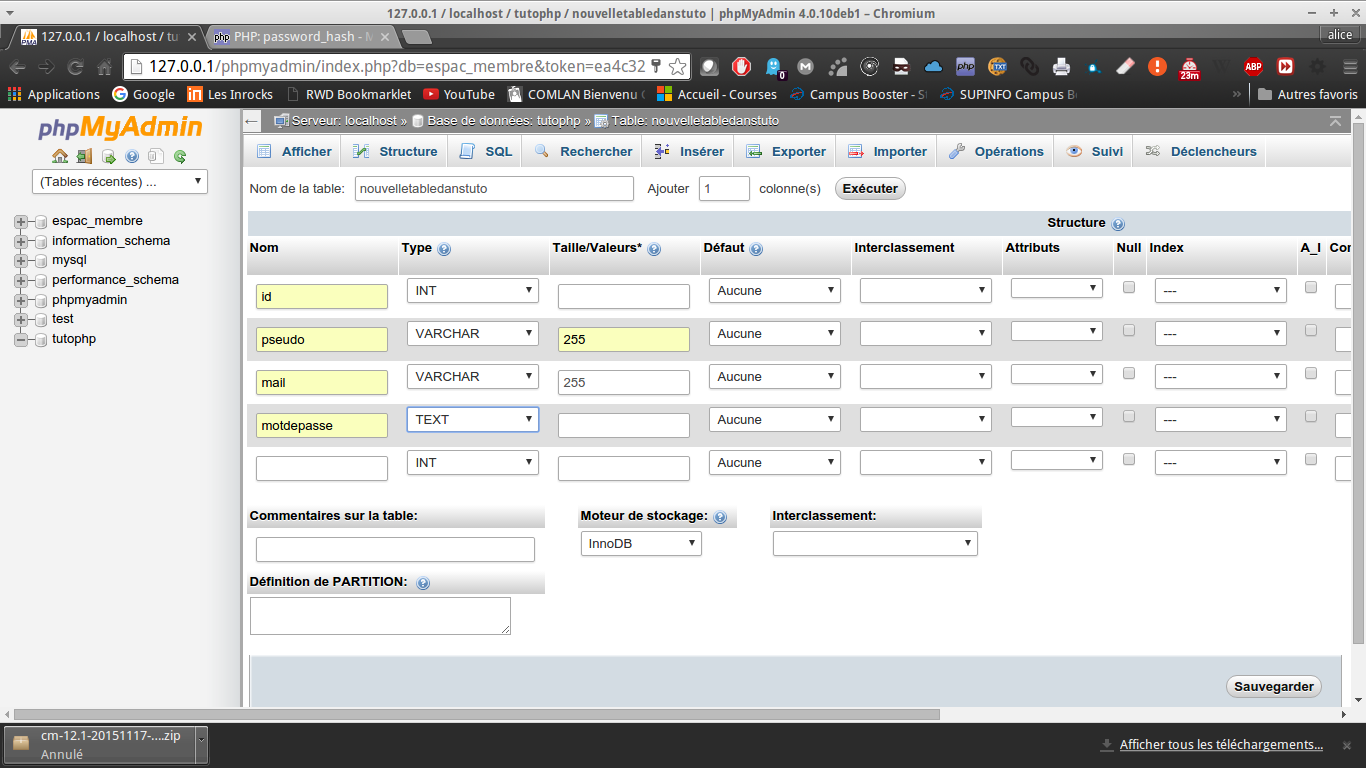 127.0.0.1 / localhost / tutophp / nouvelletabledanstuto | phpMyAdmin 4.0.10deb1 – Chromium
127.0.0.1 / localhost / tu
php PHP: password_hash - M
alice
127.0.0.1/phpmyadmin/index.php?db=espac_membre&token=ea4c32
0
php
23m
ABP
Applications
Google
Les Inrocks
RWD Bookmarklet
YouTube
COMLAN Bienvenu
Accueil - Courses
Campus Booster - S
SUPINFO Campus B
»
Autres favoris
phpMyAdmin
(Tables récentes) ...
espac_membre
information_schema
mysql
performance_schema
phpmyadmin
test
tutophp
Serveur: localhost » Base de données: tutophp » Table: nouvelletabledanstuto
Afficher Structure SQL Rechercher Insérer Exporter Importer Opérations Suivi Déclencheurs
Nom de la table: nouvelletabledanstuto Ajouter 1 colonne(s) Exécuter
Structure
Nom Type Taille/Valeurs* Défaut Interclassement Attributs Null Index A_I Con
id INT Aucune ---
pseudo VARCHAR 255 Aucune ---
mail VARCHAR 255 Aucune ---
motdepasse TEXT Aucune ---
INT Aucune ---
Commentaires sur la table: Moteur de stockage: Interclassement:
InnoDB
Définition de PARTITION:
Sauvegarder
cm-12.1-20151117-....zip
Annulé
Afficher tous les téléchargements...